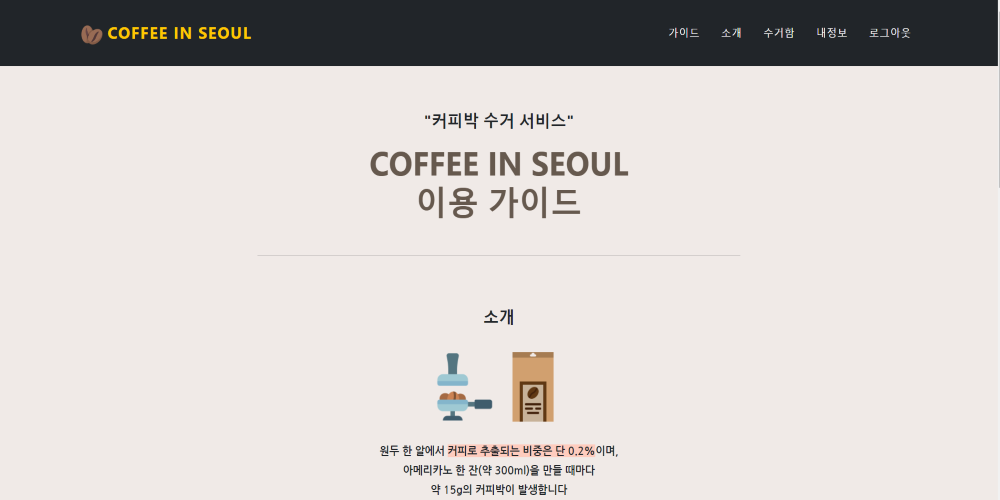 COFFEE IN SEOUL
가이드 소개 수거함 내정보 로그아웃
"커피박 수거 서비스"
COFFEE IN SEOUL
이용 가이드
소개
원두 한 알에서 커피로 추출되는 비중은 단 0.2%이며,
아메리카노 한 잔(약 300ml)을 만들 때마다
약 15g의 커피박이 발생합니다